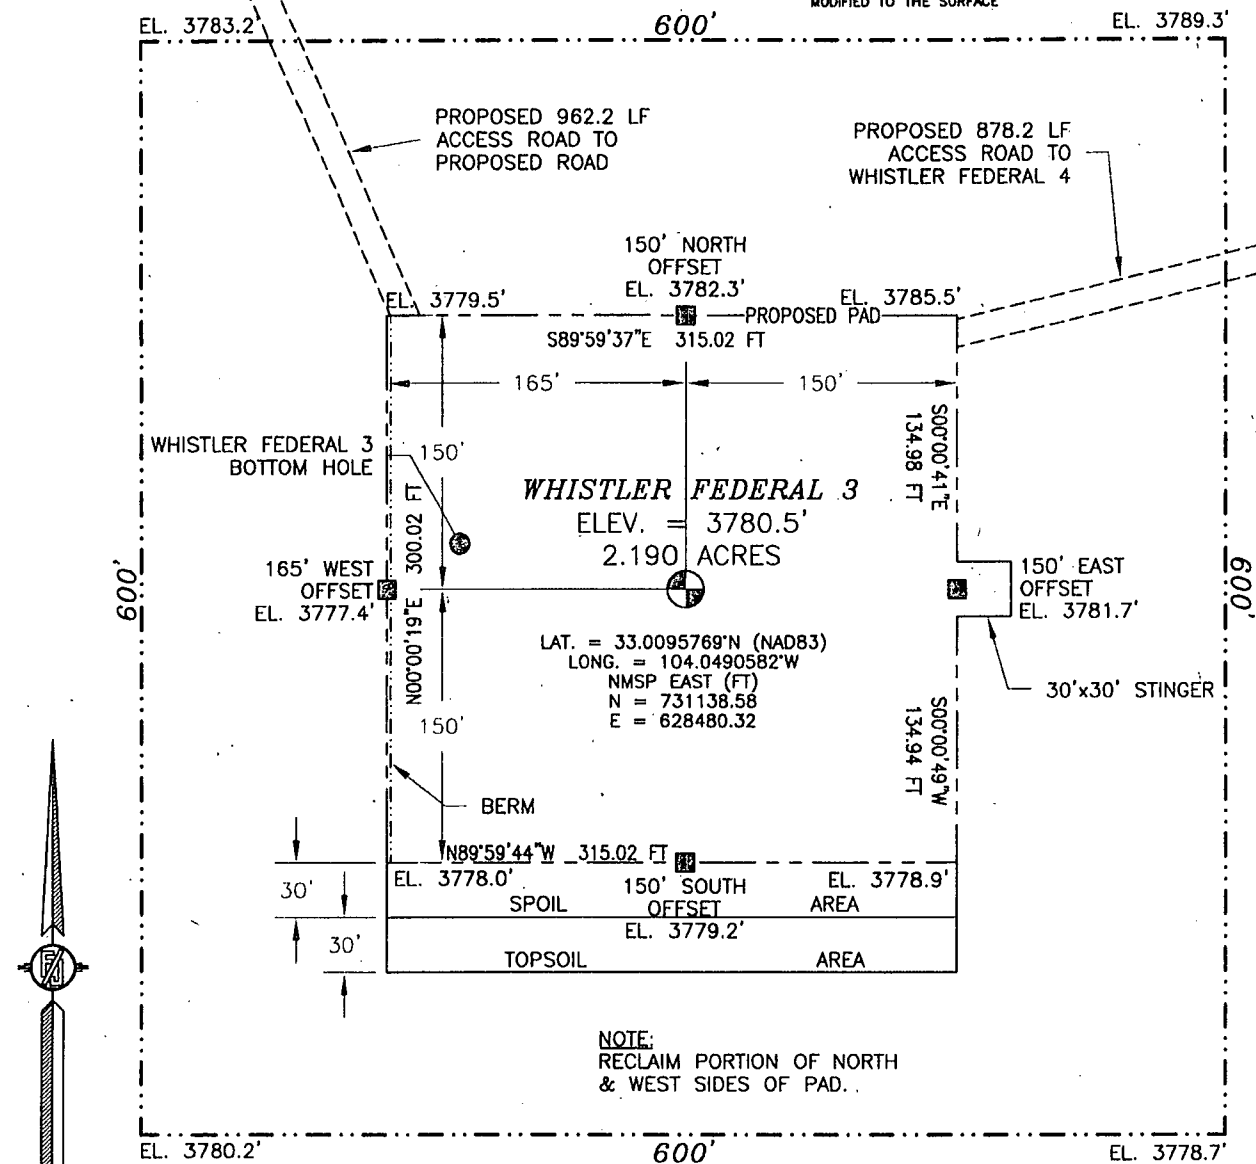 MODIFIED TO THE SURFACE
EL. 3783.2'
600'
EL. 3789.3'
PROPOSED 962.2 LF
ACCESS ROAD TO
PROPOSED ROAD
PROPOSED 878.2 LF
ACCESS ROAD TO
WHISTLER FEDERAL 4
150' NORTH
OFFSET
EL. 3782.3'
EL. 3779.5'
EL. 3785.5'
PROPOSED PAD
S89°59'37"E 315.02 FT
165'
150'
WHISTLER FEDERAL 3
BOTTOM HOLE
150'
S00°00'41"E
134.98 FT
WHISTLER FEDERAL 3
ELEV. = 3780.5'
2.190 ACRES
N00°00'19"E 300.02 FT
600'
165' WEST
OFFSET
EL. 3777.4'
150' EAST
OFFSET
EL. 3781.7'
600'
LAT. = 33.0095769°N (NAD83)
LONG. = 104.0490582°W
NMSP EAST (FT)
N = 731138.58
E = 628480.32
30'x30' STINGER
150'
S00°00'49"W
134.94 FT
BERM
N89°59'44"W 315.02 FT
30'
EL. 3778.0'
150' SOUTH
OFFSET
EL. 3779.2'
EL. 3778.9'
SPOIL AREA
30'
TOPSOIL AREA
NOTE:
RECLAIM PORTION OF NORTH
& WEST SIDES OF PAD.
EL. 3780.2'
600'
EL. 3778.7'